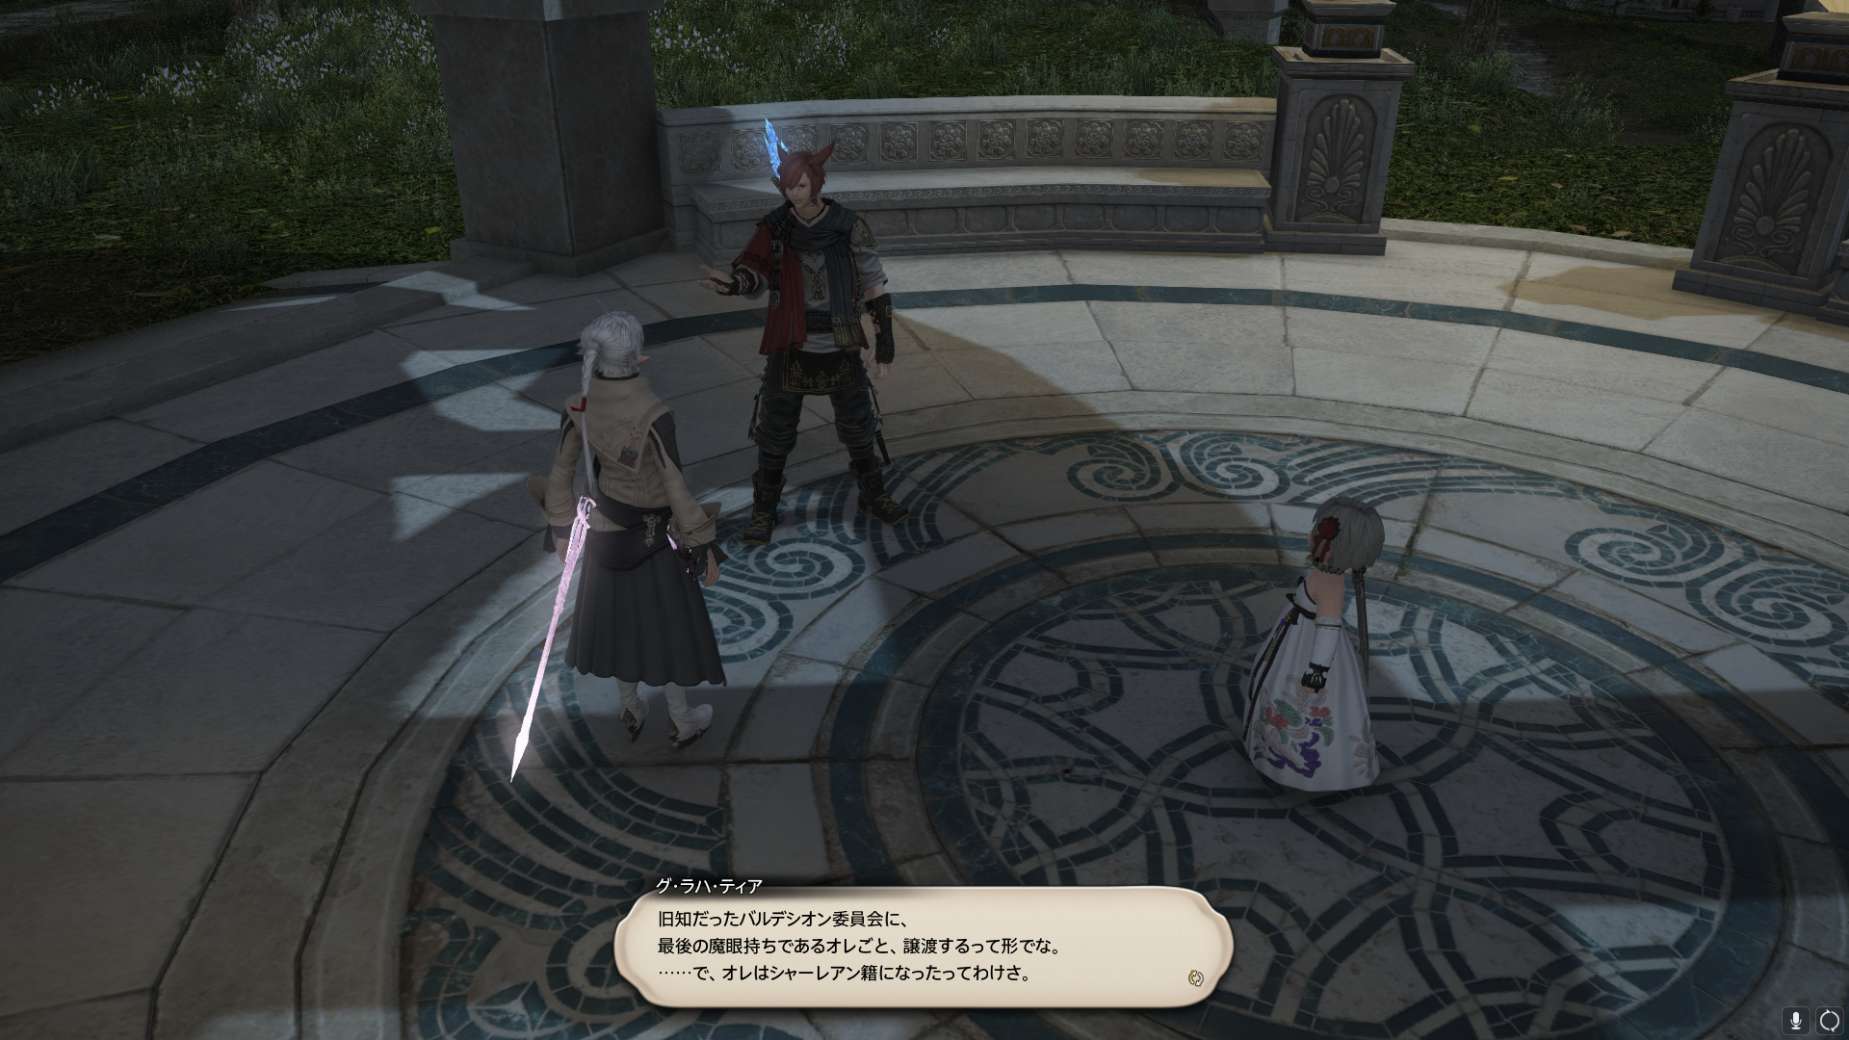 グ・ラハ・ティア
旧知だったバルデシオン委員会に、
最後の魔眼持ちであるオレごと、譲渡するって形でな。
……で、オレはシャーレアン籍になったってわけさ。